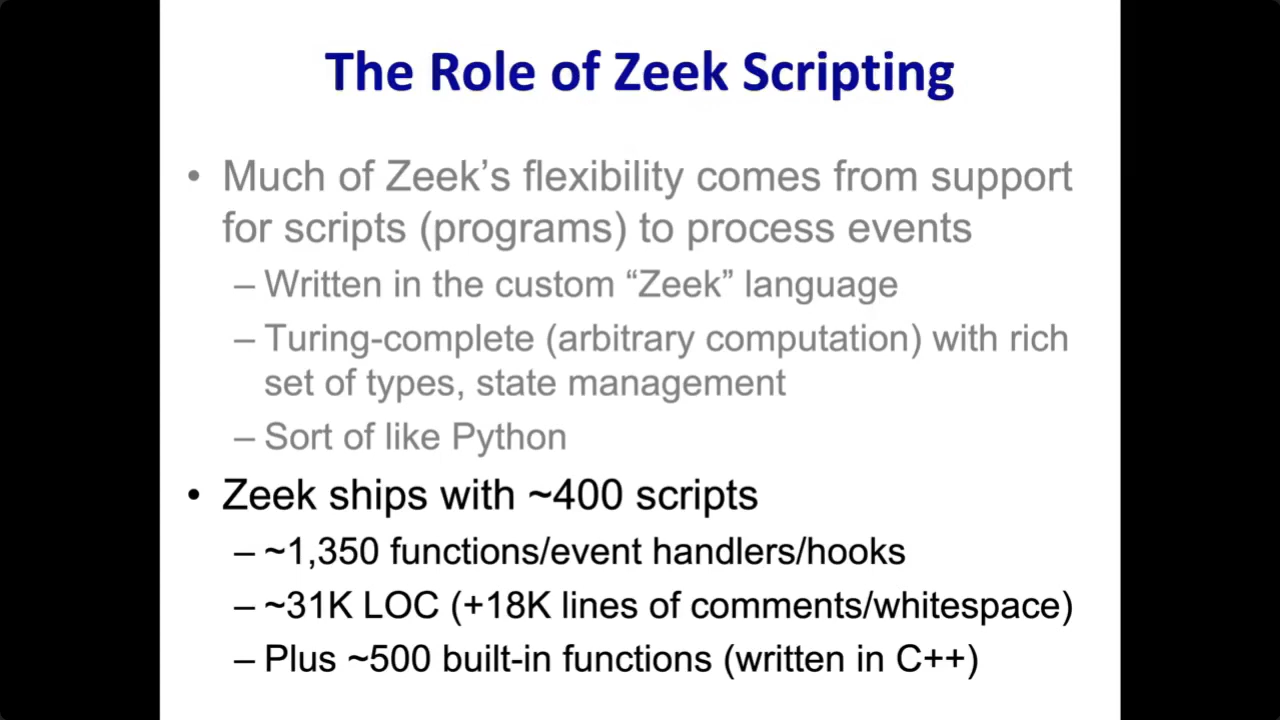 The Role of Zeek Scripting
• Much of Zeek’s flexibility comes from support
for scripts (programs) to process events
– Written in the custom “Zeek” language
– Turing-complete (arbitrary computation) with rich
set of types, state management
– Sort of like Python
• Zeek ships with ~400 scripts
– ~1,350 functions/event handlers/hooks
– ~31K LOC (+18K lines of comments/whitespace)
– Plus ~500 built-in functions (written in C++)